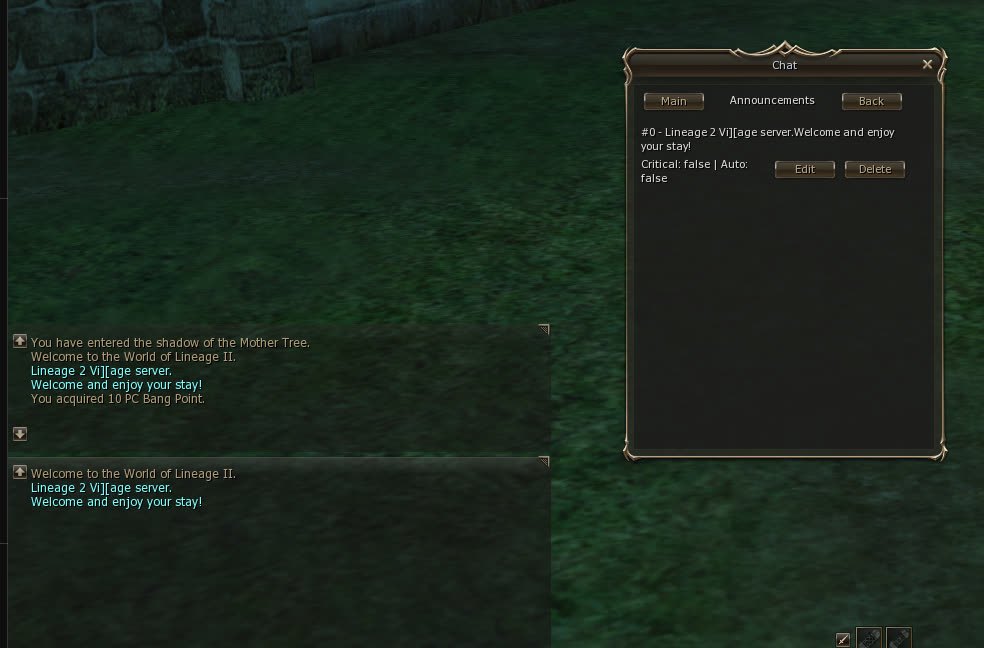 Chat
Main Announcements Back
#0 - Lineage 2 Vi][age server.Welcome and enjoy
your stay!
Critical: false | Auto:
false
Edit Delete
You have entered the shadow of the Mother Tree.
Welcome to the World of Lineage II.
Lineage 2 Vi][age server.
Welcome and enjoy your stay!
You acquired 10 PC Bang Point.
Welcome to the World of Lineage II.
Lineage 2 Vi][age server.
Welcome and enjoy your stay!